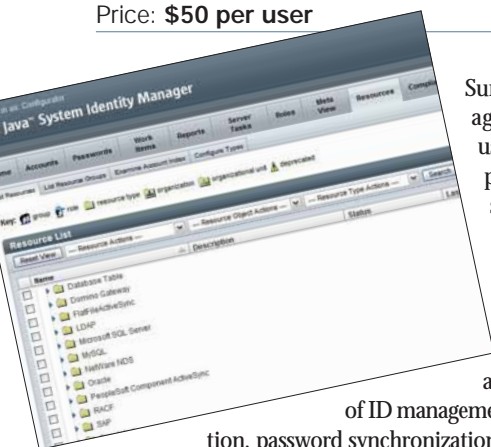 Price: $50 per user
Java™ System Identity Manager
Accounts Passwords Work Items Reports Server Tasks Roles Meta View Resources
List Resource Groups Examine Account Index Configure Types
Key: group role resource type organization organizational unit deprecated
Resource List
Reset View --- Resource Actions --- --- Resource Object Actions --- --- Resource Type Actions --- Search
Name Description Status
Database Table
Domino Gateway
FlatFileActiveSync
LDAP
Microsoft SQL Server
MySQL
NetWare NDS
Oracle
PeopleSoft Component ActiveSync
RACF
SAP
of ID manageme
tion, password synchronization